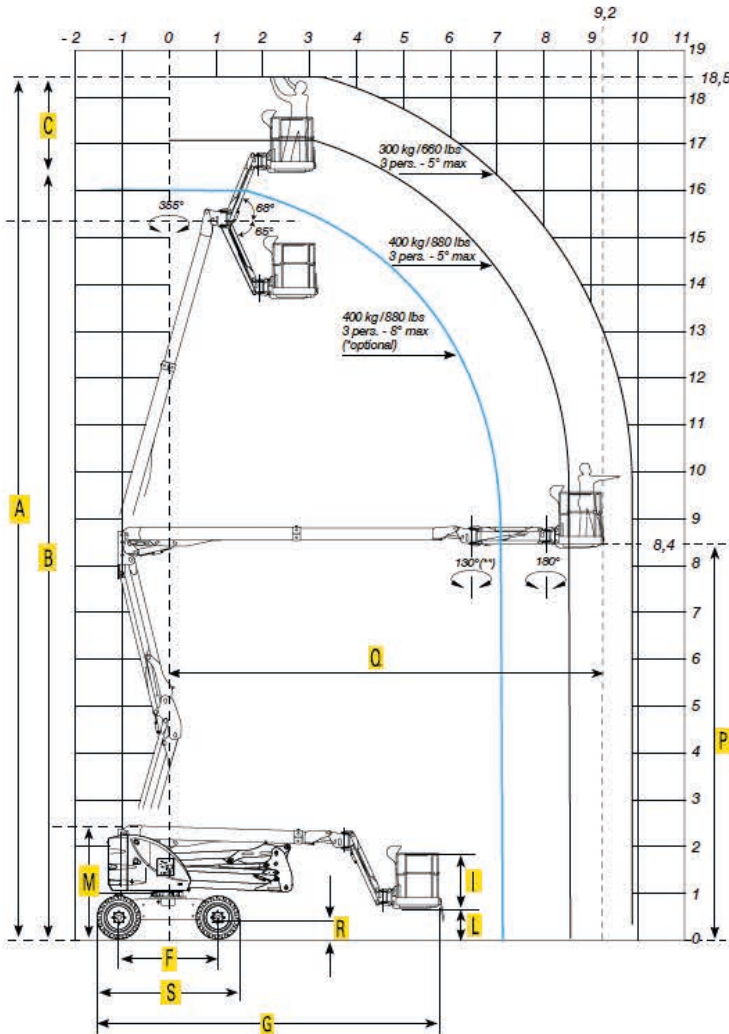 9,2
-2 -1 0 1 2 3 4 5 6 7 8 9 10 11
19
18,5
18
C
17
300 kg/660 lbs
3 pers. - 5° max
B
16
355°
68°
65°
15
400 kg/880 lbs
3 pers. - 5° max
14
400 kg/880 lbs
3 pers. - 8° max
(*optional)
13
12
11
10
A
9
8,4
130°(**)
180°
8
7
6
Q
5
P
4
3
2
M
I
1
R
L
0
F
S
G